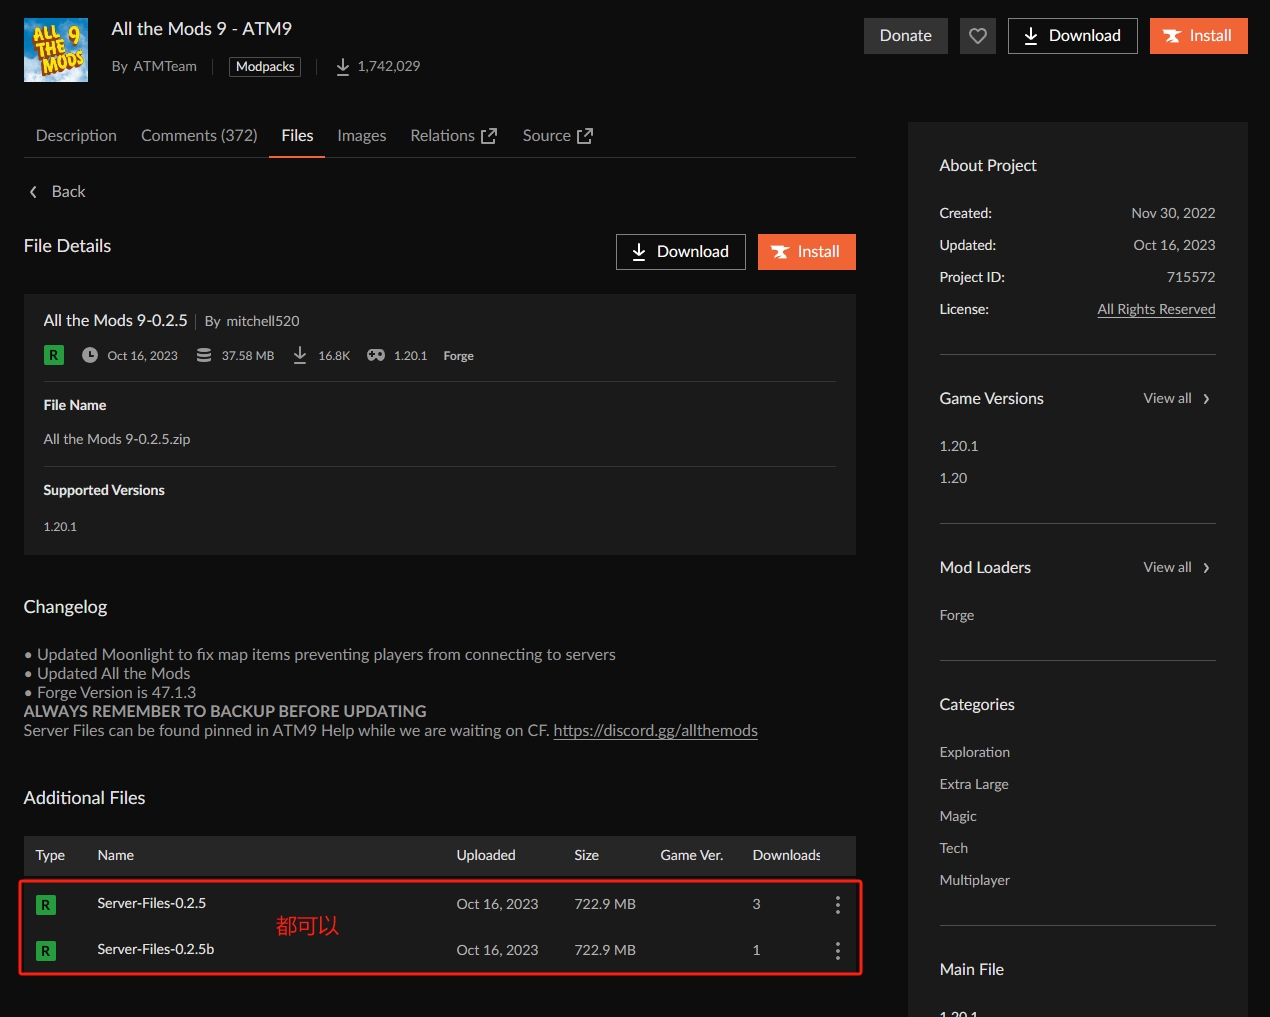 ALL THE 9 MODS
All the Mods 9 - ATM9
By ATMTeam
Modpacks
1,742,029
Donate
Download
Install
Description
Comments (372)
Files
Images
Relations
Source
Back
File Details
Download
Install
All the Mods 9-0.2.5
By mitchell520
R
Oct 16, 2023
37.58 MB
16.8K
1.20.1
Forge
File Name
All the Mods 9-0.2.5.zip
Supported Versions
1.20.1
Changelog
• Updated Moonlight to fix map items preventing players from connecting to servers
• Updated All the Mods
• Forge Version is 47.1.3
ALWAYS REMEMBER TO BACKUP BEFORE UPDATING
Server Files can be found pinned in ATM9 Help while we are waiting on CF. https://discord.gg/allthemods
Additional Files
Type Name Uploaded Size Game Ver. Downloads
R Server-Files-0.2.5 Oct 16, 2023 722.9 MB 3
都可以
R Server-Files-0.2.5b Oct 16, 2023 722.9 MB 1
About Project
Created: Nov 30, 2022
Updated: Oct 16, 2023
Project ID: 715572
License: All Rights Reserved
Game Versions View all
1.20.1
1.20
Mod Loaders View all
Forge
Categories
Exploration
Extra Large
Magic
Tech
Multiplayer
Main File
1.20.1